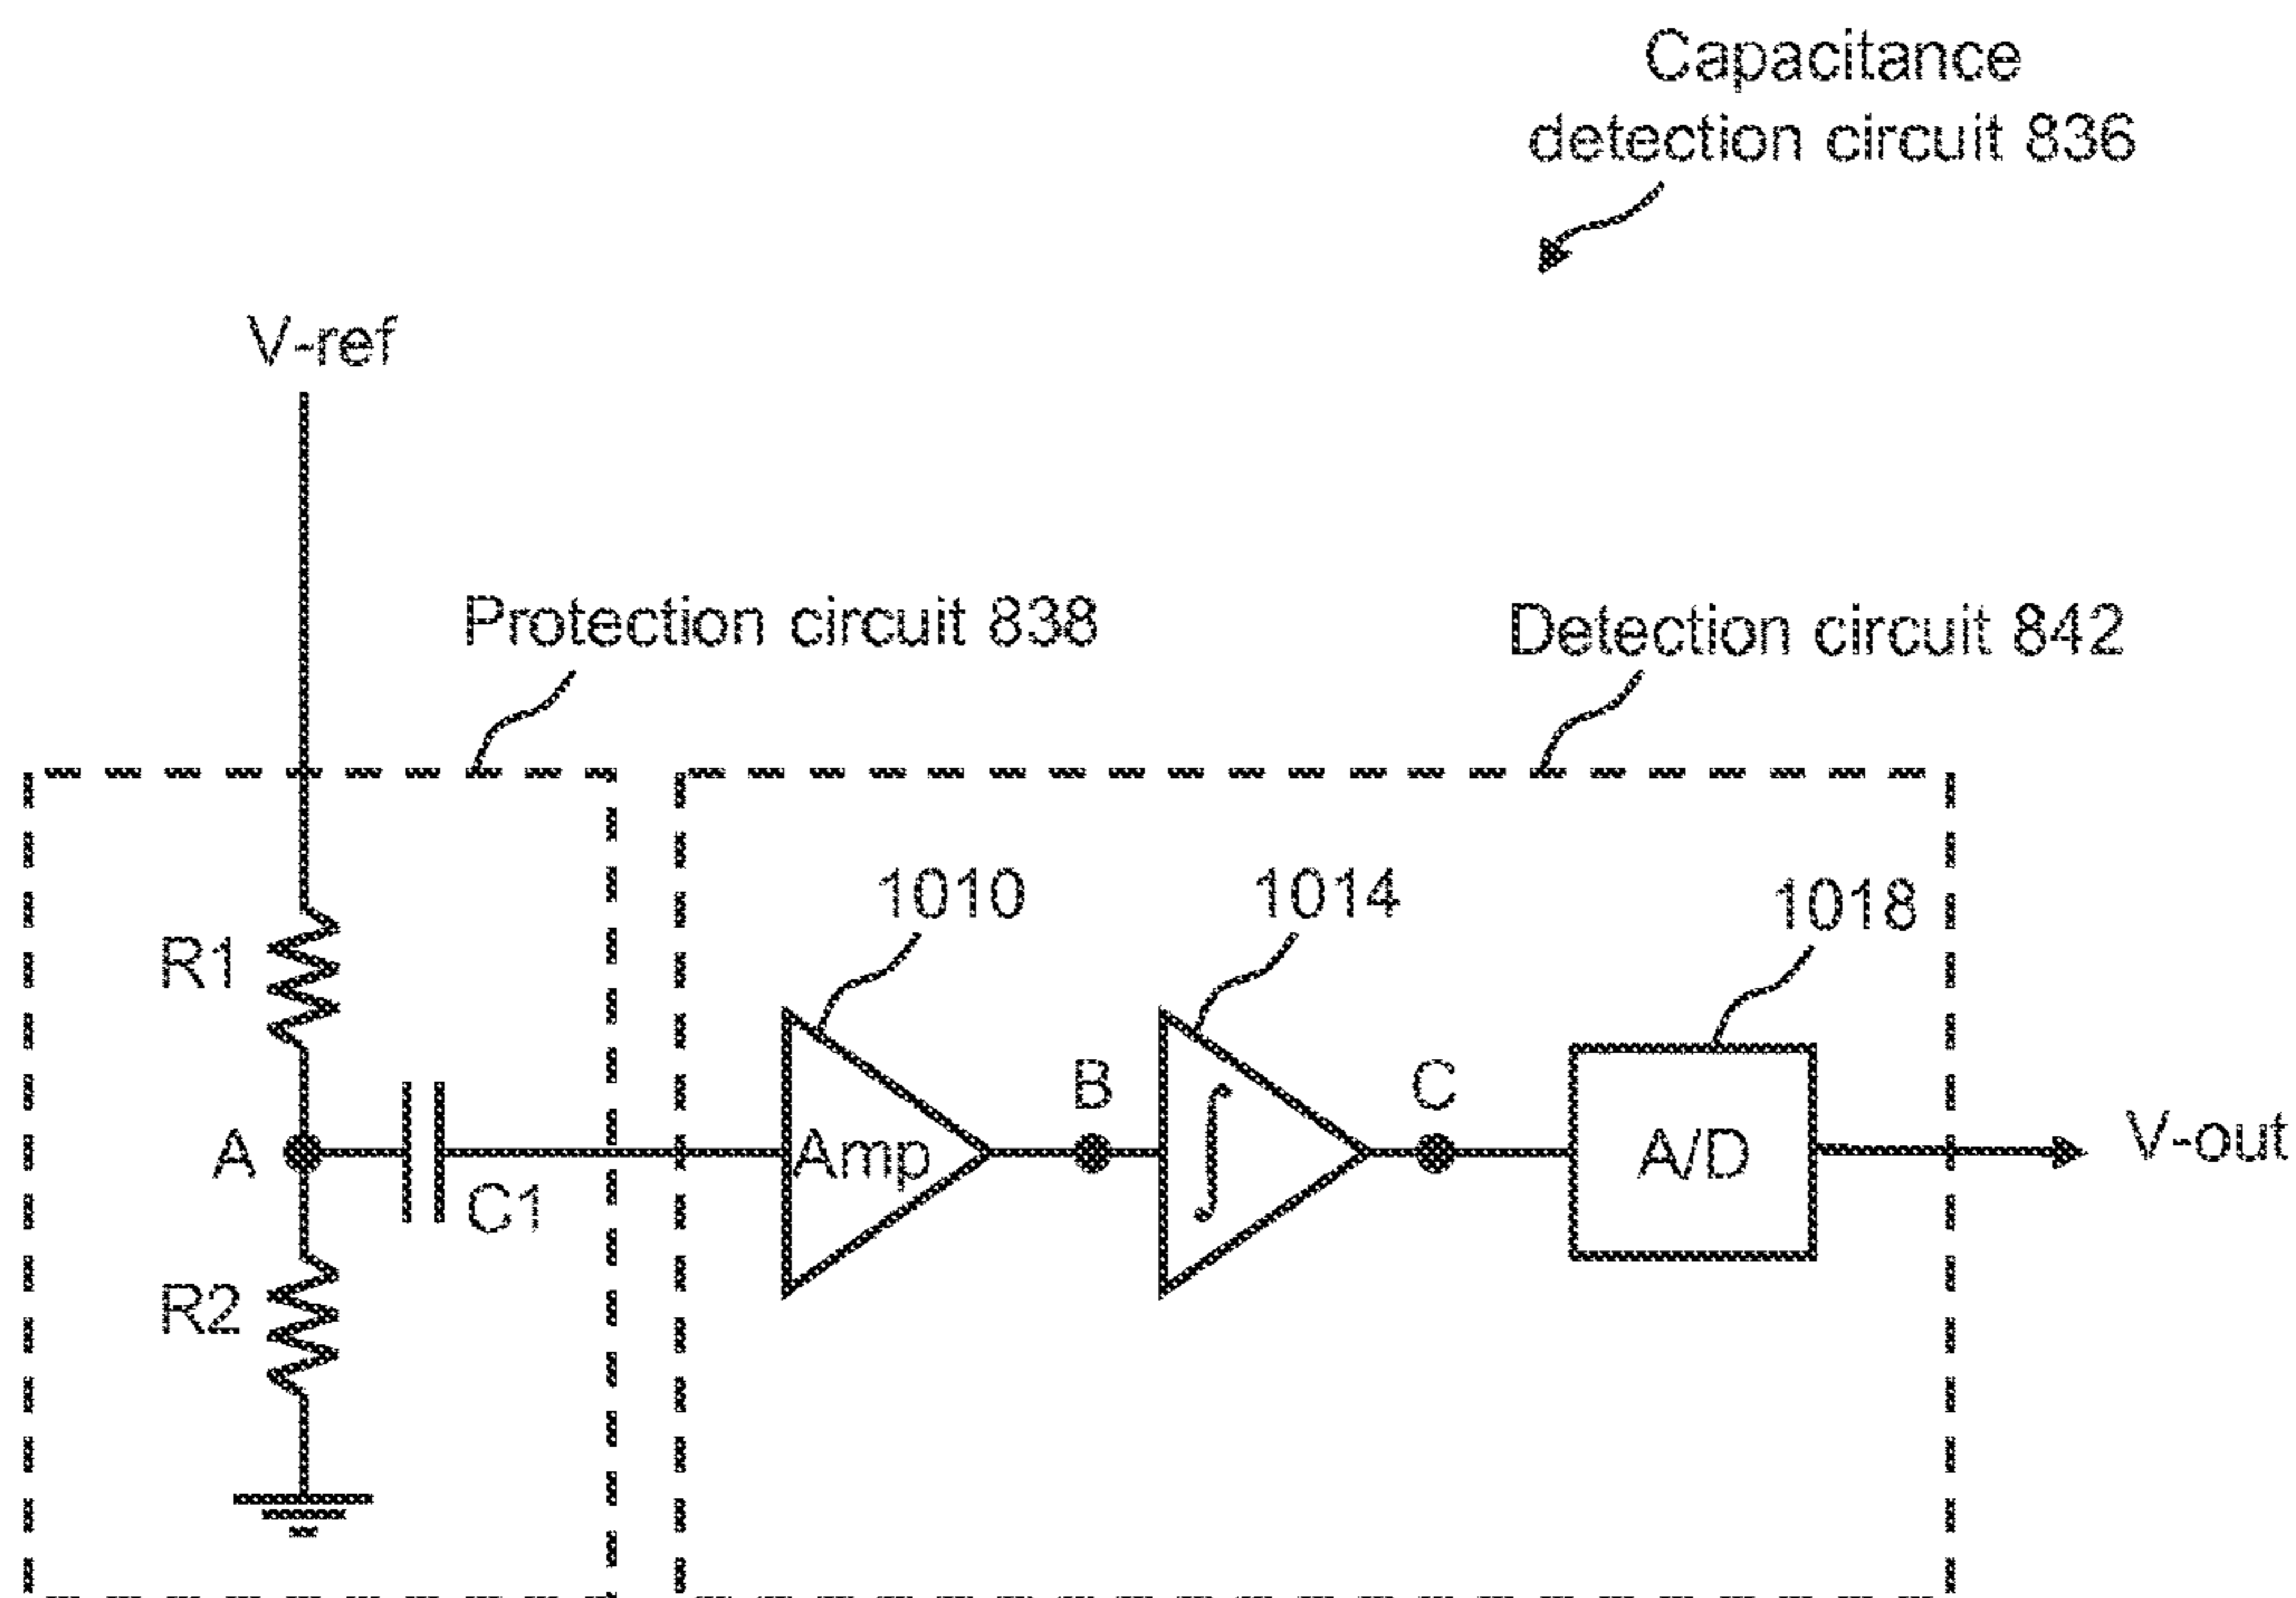 Capacitance
detection circuit 836
V-ref
Protection circuit 838
Detection circuit 842
1010
1014
1018
R1
A
C1
R2
Amp
B
∫
C
A/D
V-out